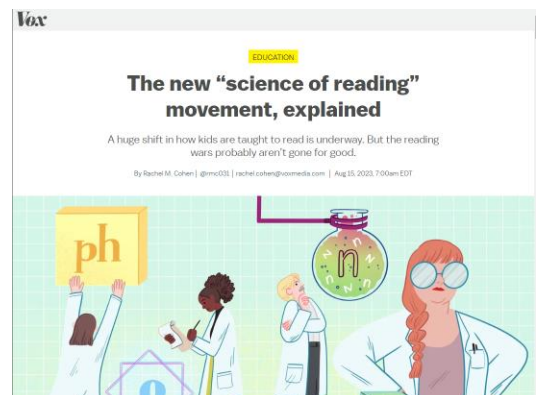 Vox
EDUCATION
The new “science of reading”
movement, explained
A huge shift in how kids are taught to read is underway. But the reading
wars probably aren’t gone for good.
By Rachel M. Cohen | @rmc031 | rachel.cohen@voxmedia.com | Aug 15, 2023, 7:00am EDT
ph
n